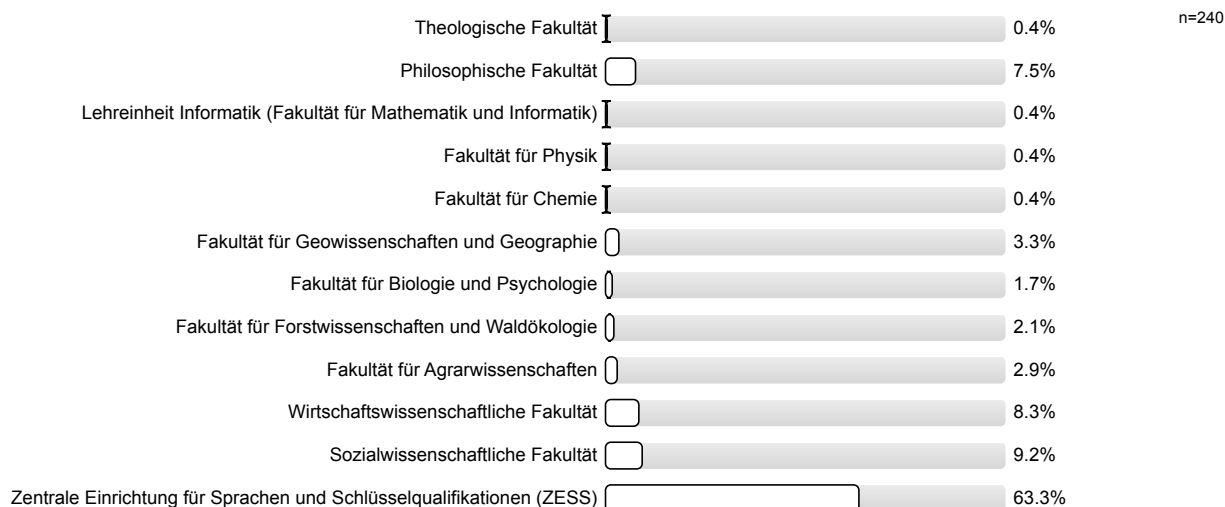 Theologische Fakultät 0.4% n=240
Philosophische Fakultät 7.5%
Lehreinheit Informatik (Fakultät für Mathematik und Informatik) 0.4%
Fakultät für Physik 0.4%
Fakultät für Chemie 0.4%
Fakultät für Geowissenschaften und Geographie 3.3%
Fakultät für Biologie und Psychologie 1.7%
Fakultät für Forstwissenschaften und Waldökologie 2.1%
Fakultät für Agrarwissenschaften 2.9%
Wirtschaftswissenschaftliche Fakultät 8.3%
Sozialwissenschaftliche Fakultät 9.2%
Zentrale Einrichtung für Sprachen und Schlüsselqualifikationen (ZESS) 63.3%